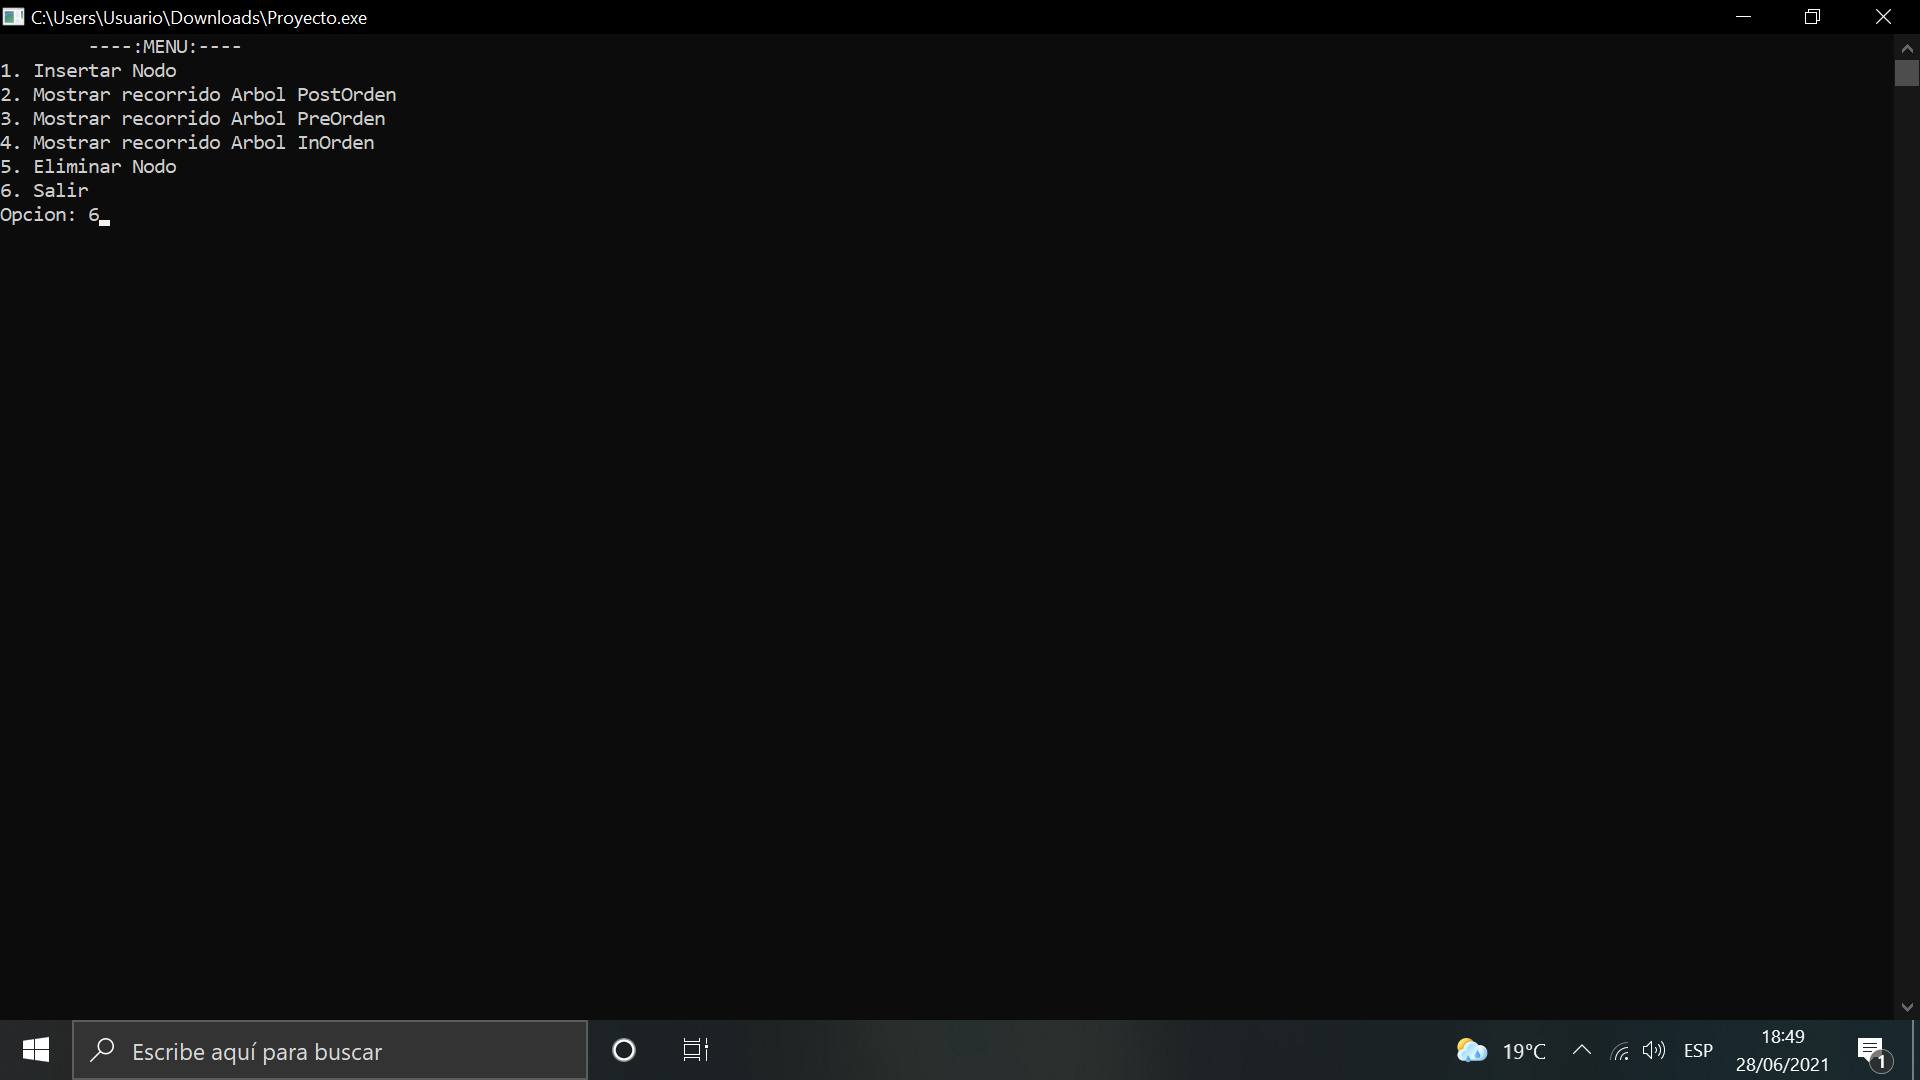 C:\Users\Usuario\Downloads\Proyecto.exe
----:MENU:----
1. Insertar Nodo
2. Mostrar recorrido Arbol PostOrden
3. Mostrar recorrido Arbol PreOrden
4. Mostrar recorrido Arbol InOrden
5. Eliminar Nodo
6. Salir
Opcion: 6
Escribe aquí para buscar
19°C
ESP
18:49
28/06/2021
1